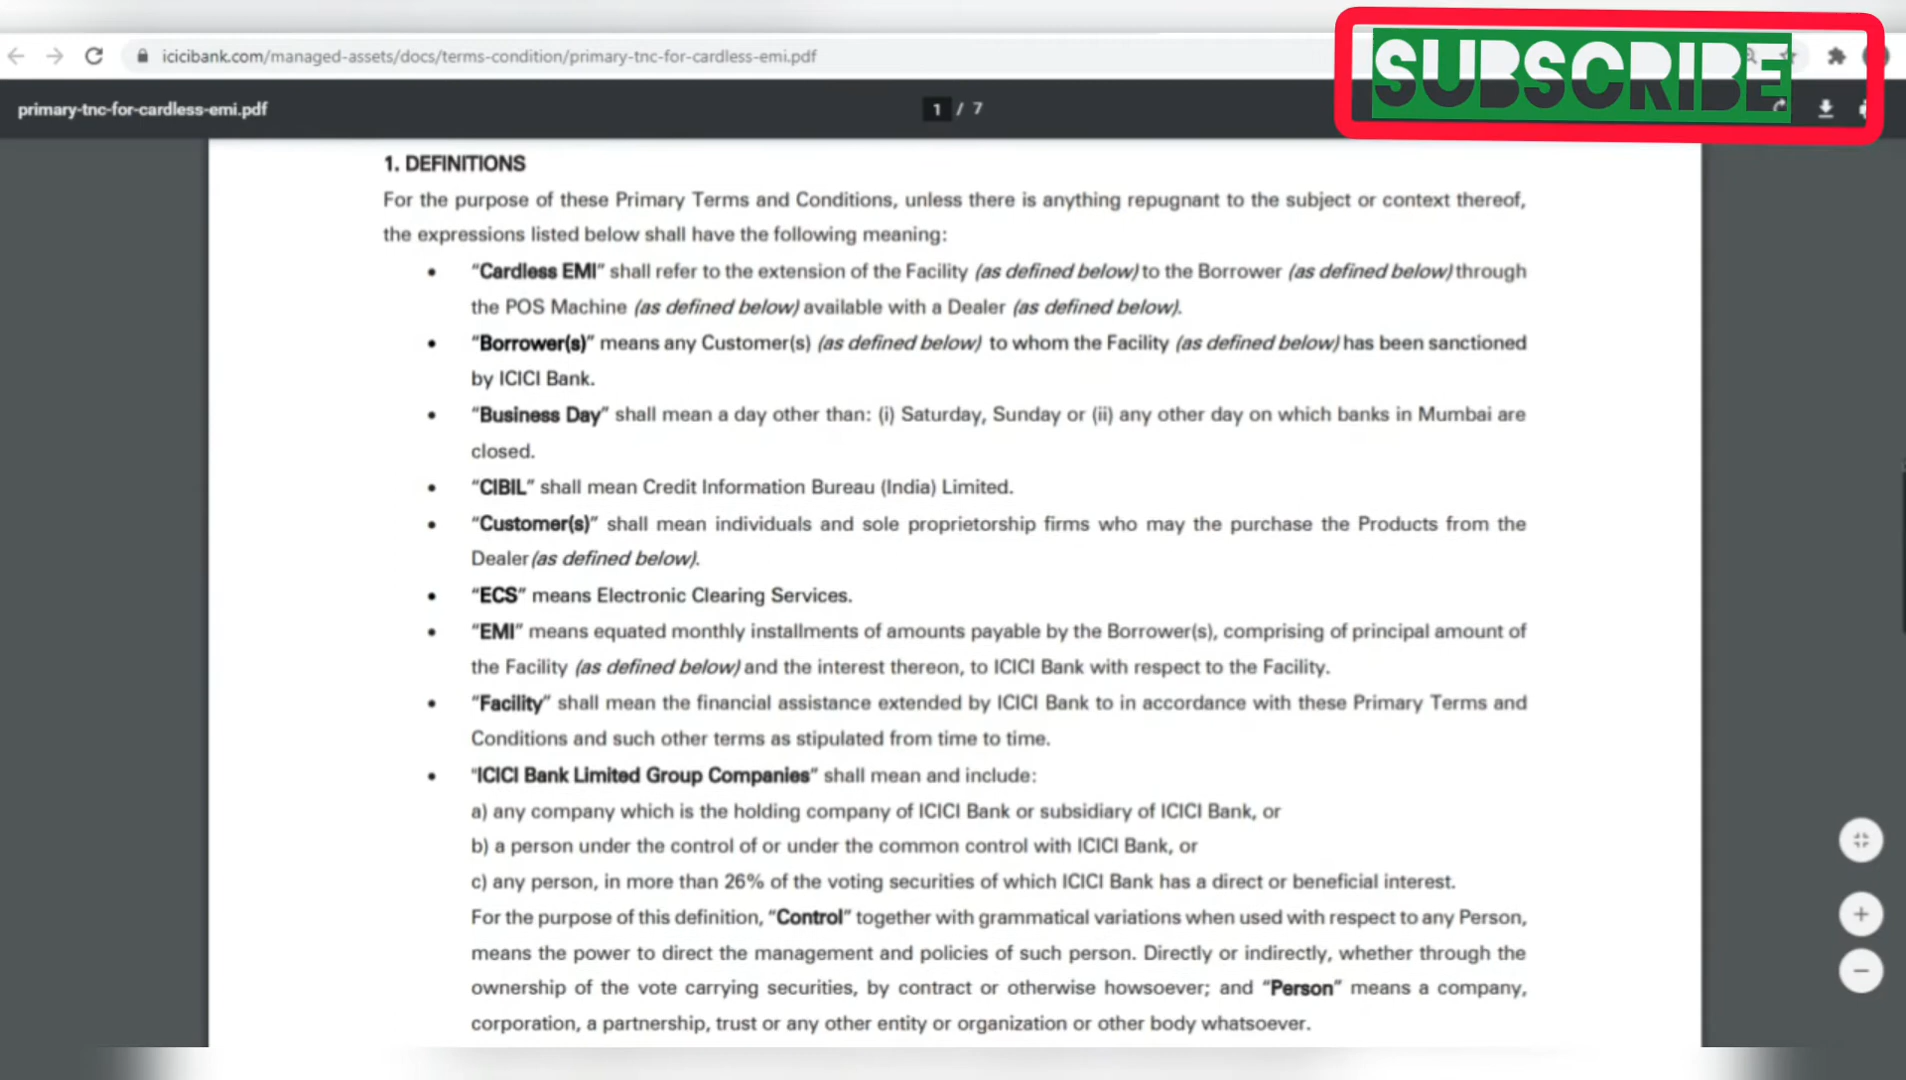 icicibank.com/managed-assets/docs/terms-condition/primary-tnc-for-cardless-emi.pdf
SUBSCRIBE
primary-tnc-for-cardless-emi.pdf
1 / 7
1. DEFINITIONS
For the purpose of these Primary Terms and Conditions, unless there is anything repugnant to the subject or context thereof,
the expressions listed below shall have the following meaning:
• “Cardless EMI” shall refer to the extension of the Facility (as defined below) to the Borrower (as defined below) through
the POS Machine (as defined below) available with a Dealer (as defined below).
• “Borrower(s)” means any Customer(s) (as defined below) to whom the Facility (as defined below) has been sanctioned
by ICICI Bank.
• “Business Day” shall mean a day other than: (i) Saturday, Sunday or (ii) any other day on which banks in Mumbai are
closed.
• “CIBIL” shall mean Credit Information Bureau (India) Limited.
• “Customer(s)” shall mean individuals and sole proprietorship firms who may the purchase the Products from the
Dealer (as defined below).
• “ECS” means Electronic Clearing Services.
• “EMI” means equated monthly installments of amounts payable by the Borrower(s), comprising of principal amount of
the Facility (as defined below) and the interest thereon, to ICICI Bank with respect to the Facility.
• “Facility” shall mean the financial assistance extended by ICICI Bank to in accordance with these Primary Terms and
Conditions and such other terms as stipulated from time to time.
• “ICICI Bank Limited Group Companies” shall mean and include:
a) any company which is the holding company of ICICI Bank or subsidiary of ICICI Bank, or
b) a person under the control of or under the common control with ICICI Bank, or
c) any person, in more than 26% of the voting securities of which ICICI Bank has a direct or beneficial interest.
For the purpose of this definition, “Control” together with grammatical variations when used with respect to any Person,
means the power to direct the management and policies of such person. Directly or indirectly, whether through the
ownership of the vote carrying securities, by contract or otherwise howsoever; and “Person” means a company,
corporation, a partnership, trust or any other entity or organization or other body whatsoever.